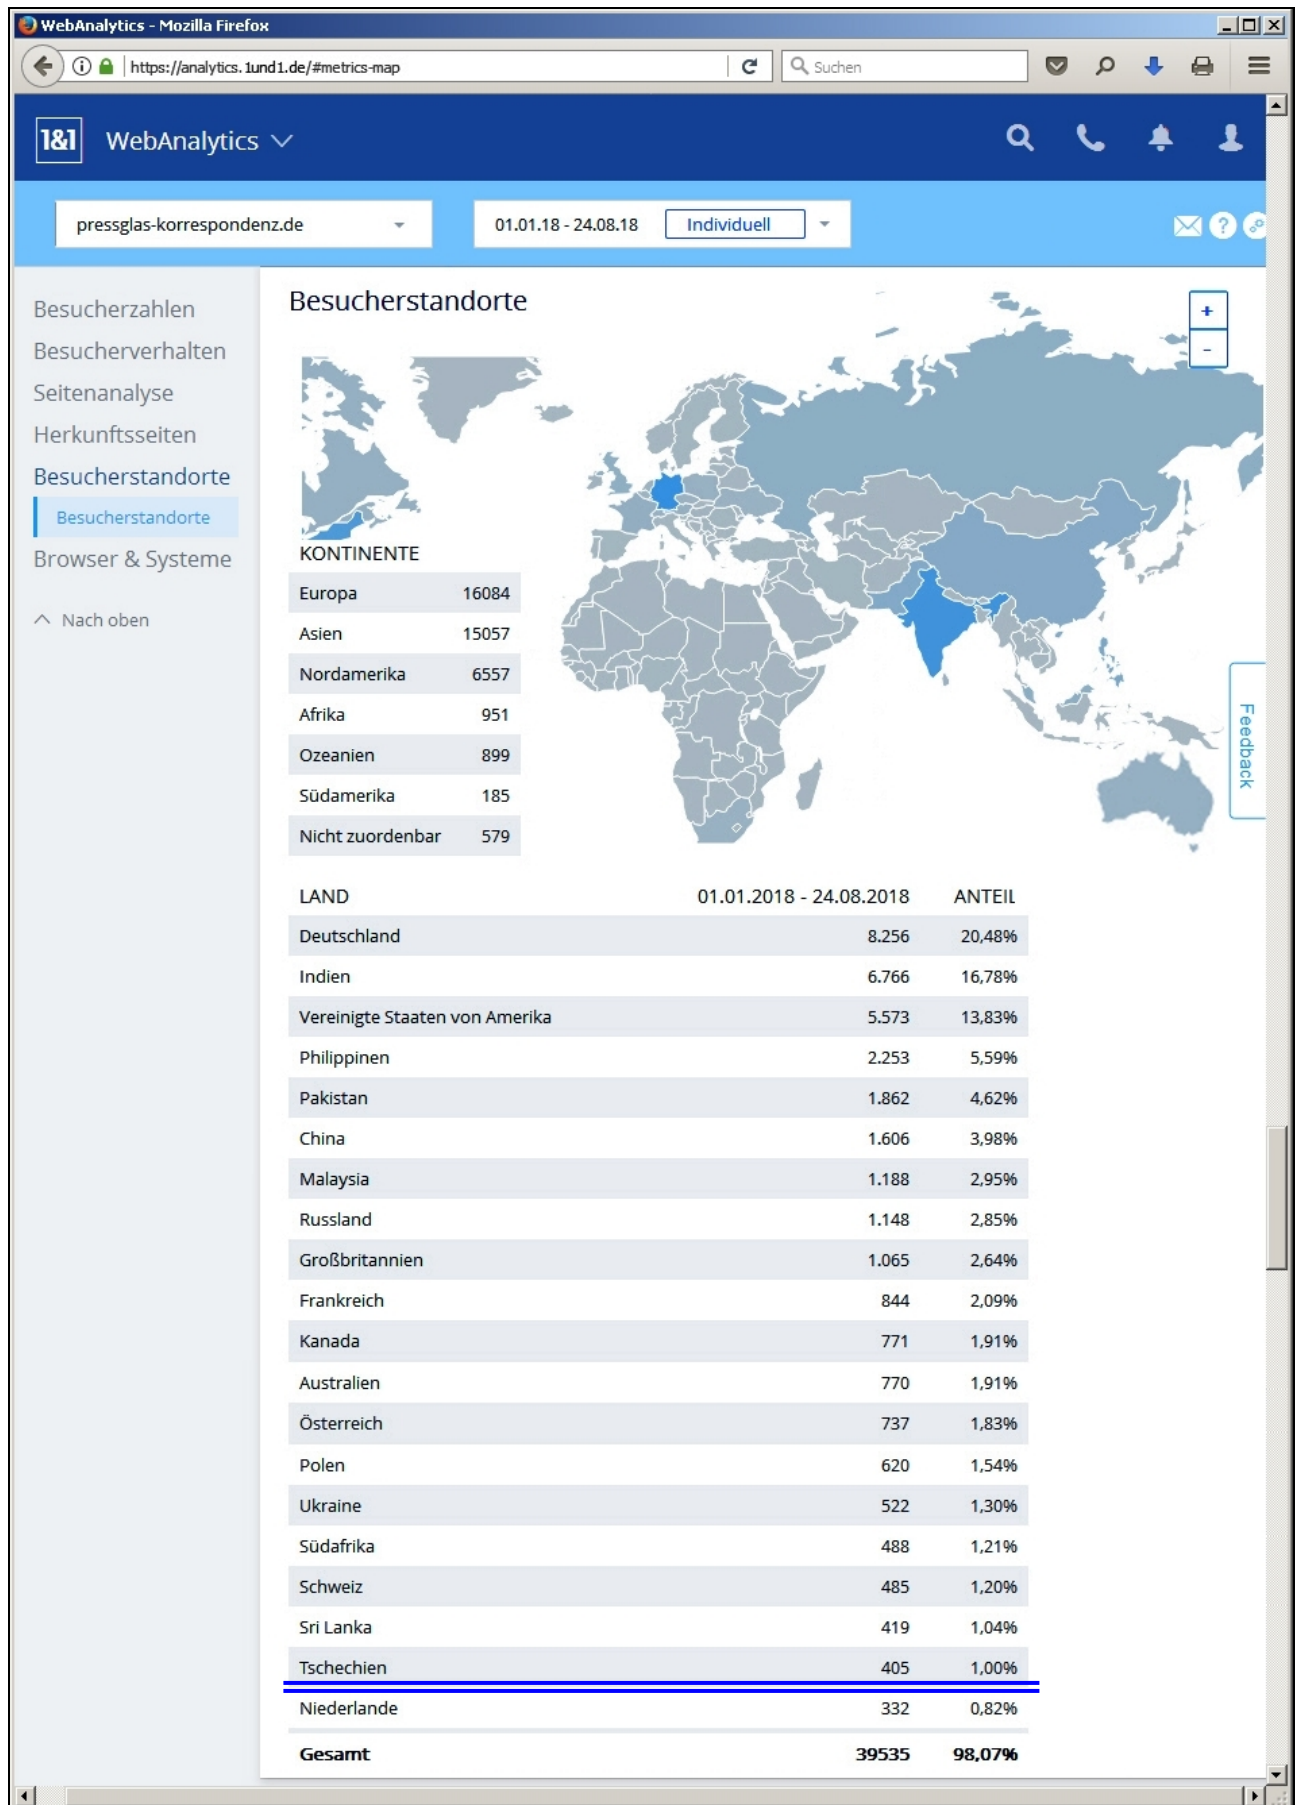 WebAnalytics - Mozilla Firefox
https://analytics.1und1.de/#metrics-map
Suchen
1&1 WebAnalytics
pressglas-korrespondenz.de
01.01.18 - 24.08.18 Individuell
Besucherzahlen
Besucherverhalten
Seitenanalyse
Herkunftsseiten
Besucherstandorte
Besucherstandorte
Browser & Systeme
Nach oben
Besucherstandorte
+
-
KONTINENTE
Europa 16084
Asien 15057
Nordamerika 6557
Afrika 951
Ozeanien 899
Südamerika 185
Nicht zuordenbar 579
Feedback
LAND 01.01.2018 - 24.08.2018 ANTEIL
Deutschland 8.256 20,48%
Indien 6.766 16,78%
Vereinigte Staaten von Amerika 5.573 13,83%
Philippinen 2.253 5,59%
Pakistan 1.862 4,62%
China 1.606 3,98%
Malaysia 1.188 2,95%
Russland 1.148 2,85%
Großbritannien 1.065 2,64%
Frankreich 844 2,09%
Kanada 771 1,91%
Australien 770 1,91%
Österreich 737 1,83%
Polen 620 1,54%
Ukraine 522 1,30%
Südafrika 488 1,21%
Schweiz 485 1,20%
Sri Lanka 419 1,04%
Tschechien 405 1,00%
Niederlande 332 0,82%
Gesamt 39535 98,07%